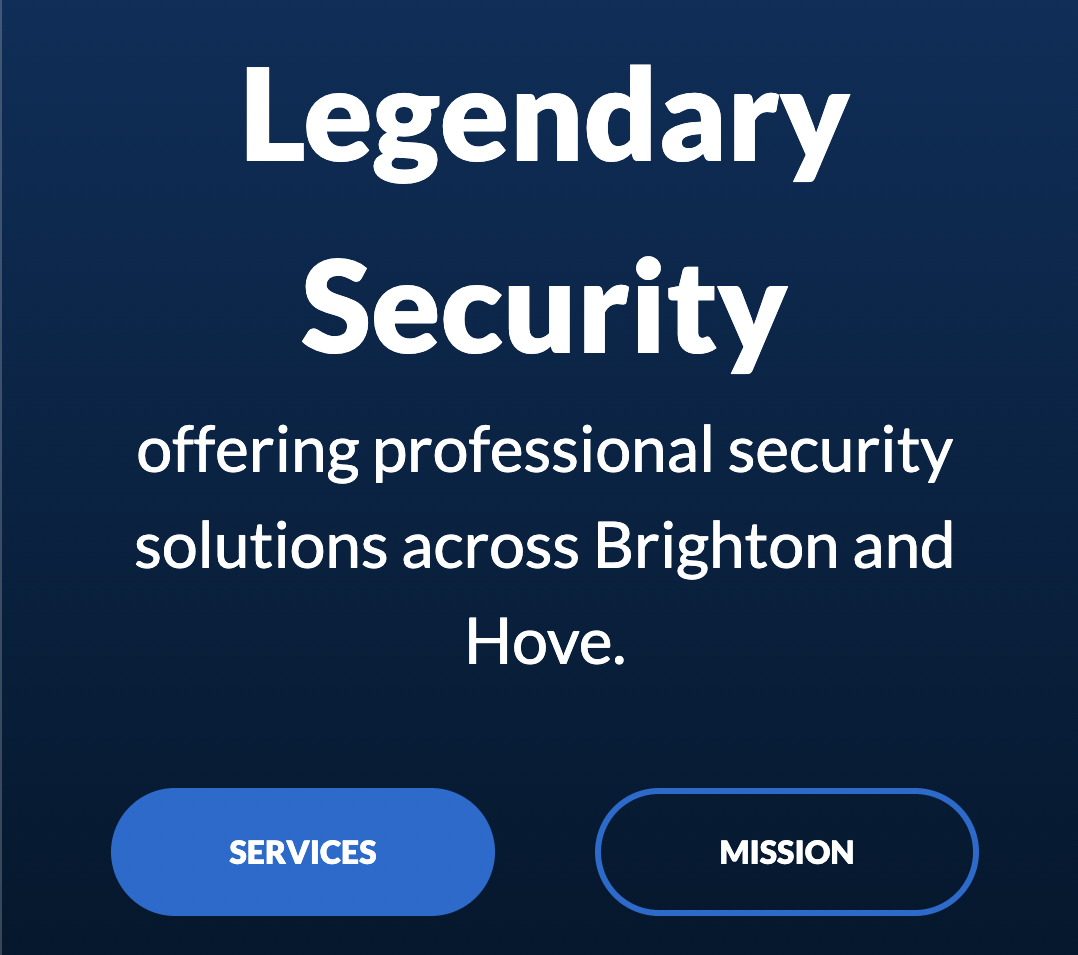 Legendary
Security
offering professional security
solutions across Brighton and
Hove.
SERVICES
MISSION